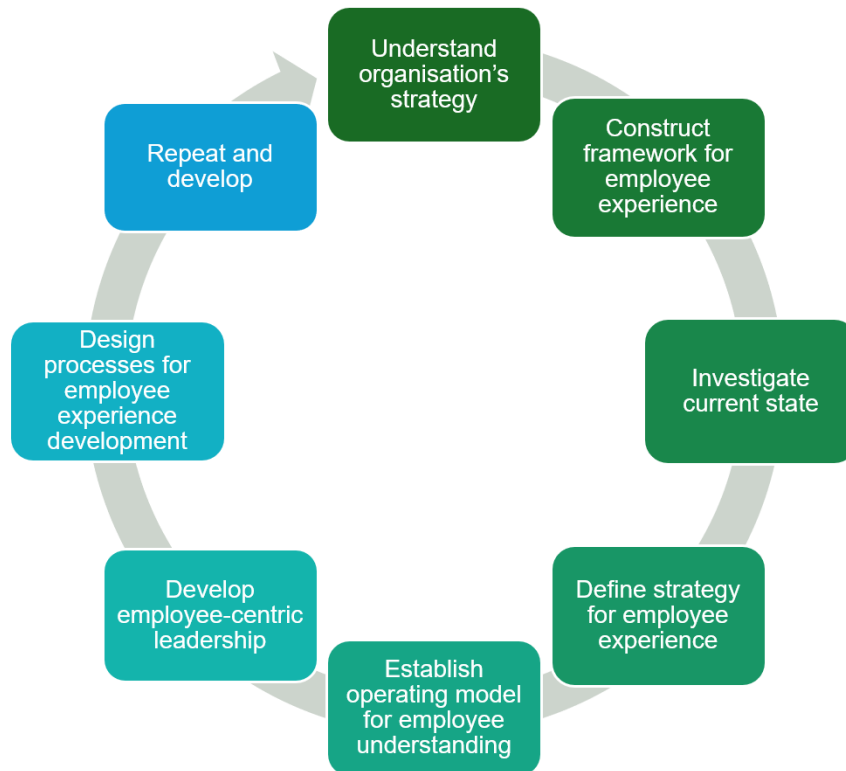 Understand
organisation’s
strategy
Construct
framework for
employee
experience
Investigate
current state
Define strategy
for employee
experience
Establish
operating model
for employee
understanding
Develop
employee-centric
leadership
Design
processes for
employee
experience
development
Repeat and
develop